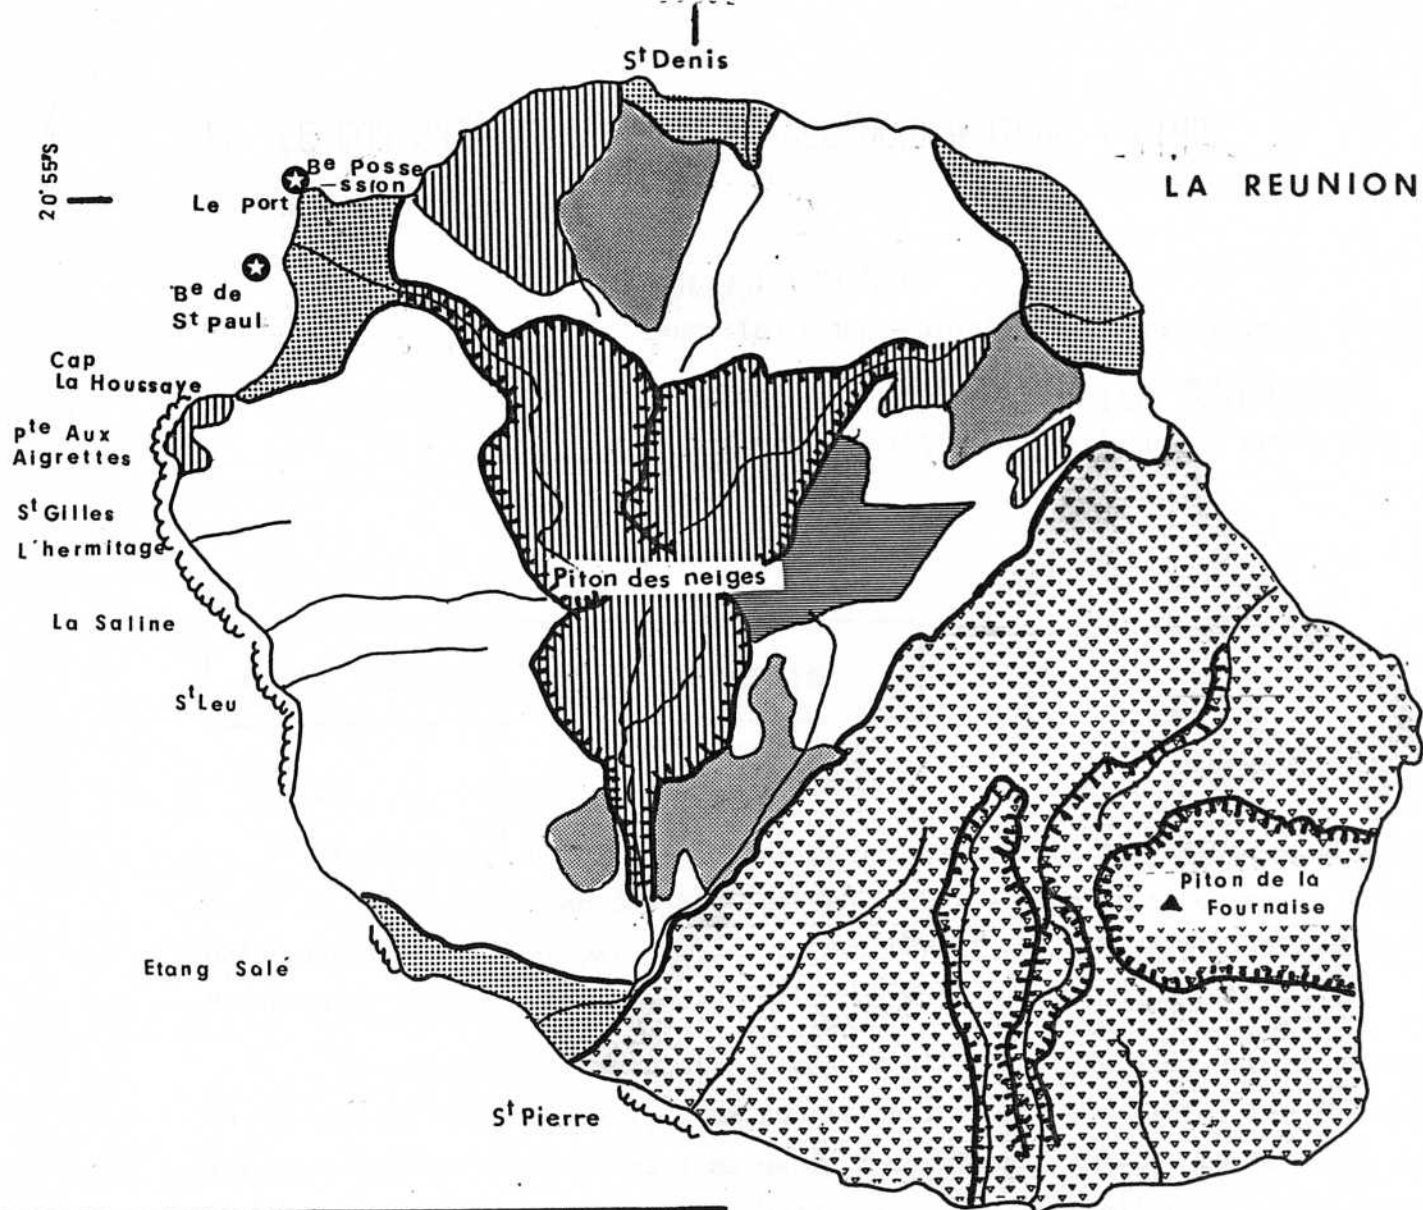 St Denis
20°55'S
LA REUNION
Be Posse
-ssion
Le port
Be de
St paul
Cap
La Houssaye
Pte Aux
Aigrettes
St Gilles
L'hermitage
Piton des neiges
La Saline
St Leu
Piton de la
Fournaise
Etang Salé
St Pierre